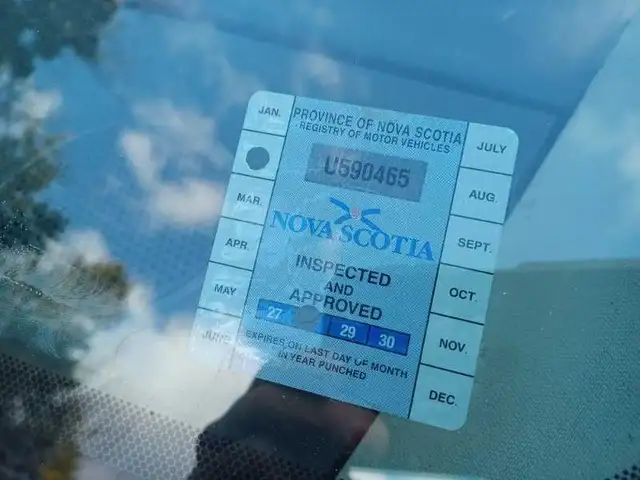 PROVINCE OF NOVA SCOTIA
REGISTRY OF MOTOR VEHICLES
U590465
NOVA SCOTIA
INSPECTED
AND
APPROVED
27 29 30
EXPIRES ON LAST DAY OF MONTH
IN YEAR PUNCHED
JAN.
MAR.
APR.
MAY
JUNE
JULY
AUG.
SEPT.
OCT.
NOV.
DEC.